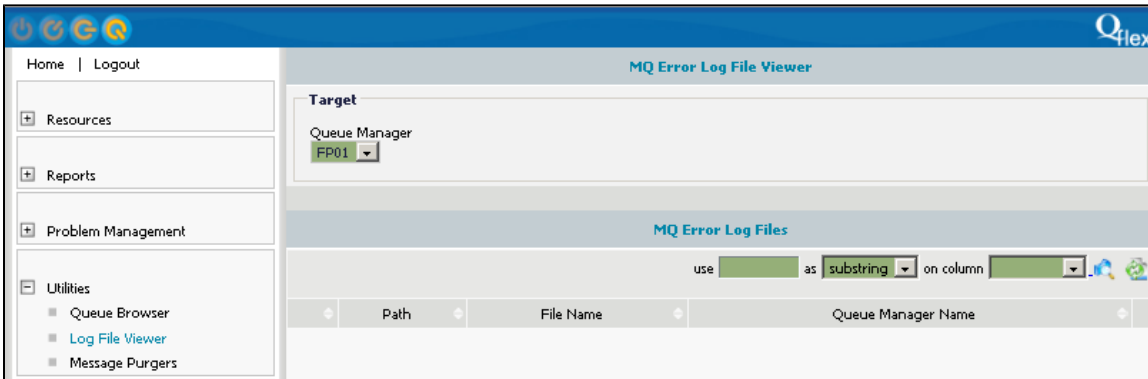 Qflex
Home | Logout
MQ Error Log File Viewer
Target
Queue Manager
FP01
Resources
Reports
Problem Management
Utilities
Queue Browser
Log File Viewer
Message Purgers
MQ Error Log Files
use as substring on column
Path File Name Queue Manager Name